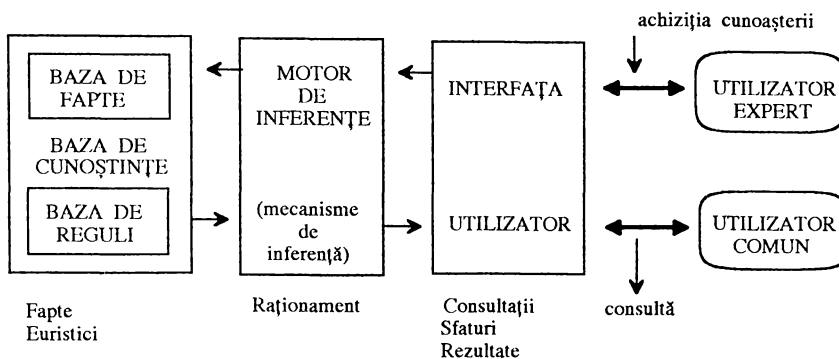 achiziția cunoașterii
BAZA DE
FAPTE
BAZA DE
CUNOȘTINȚE
BAZA DE
REGULI
MOTOR
DE
INFERENȚE
(mecanisme
de
inferență)
INTERFAȚA
UTILIZATOR
UTILIZATOR
EXPERT
UTILIZATOR
COMUN
Fapte
Euristici
Raționament
Consultații
Sfaturi
Rezultate
consultă